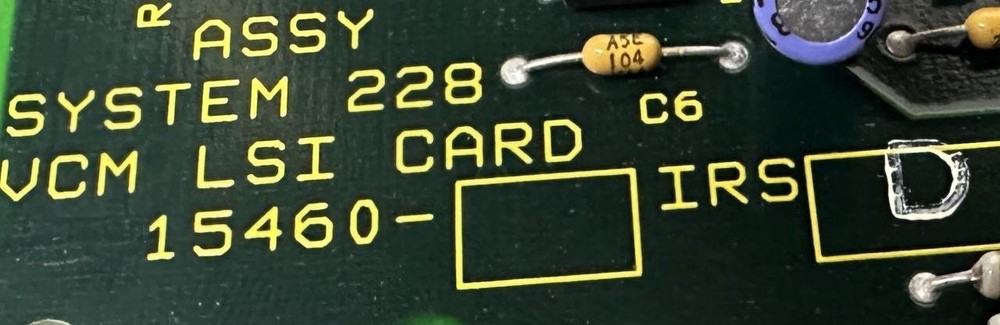 R
ASSY
SYSTEM 228
VCM LSI CARD
15460-
IRS D
A5E
104
C6